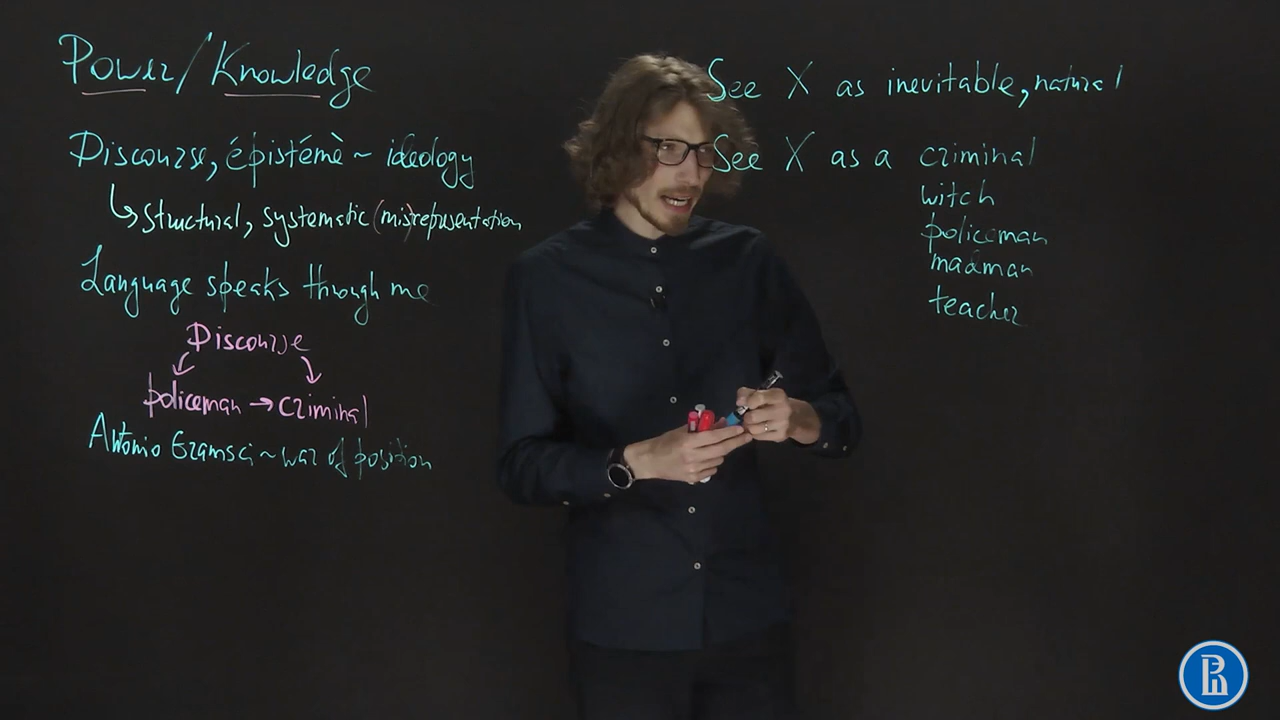 Power/Knowledge
Discourse, épistémè ~ ideology
↳ structural, systematic (mis)representation
Language speaks through me
Discourse
policeman → criminal
Antonio Gramsci ~ war of position
See X as inevitable, natural
See X as a criminal
witch
policeman
madman
teacher